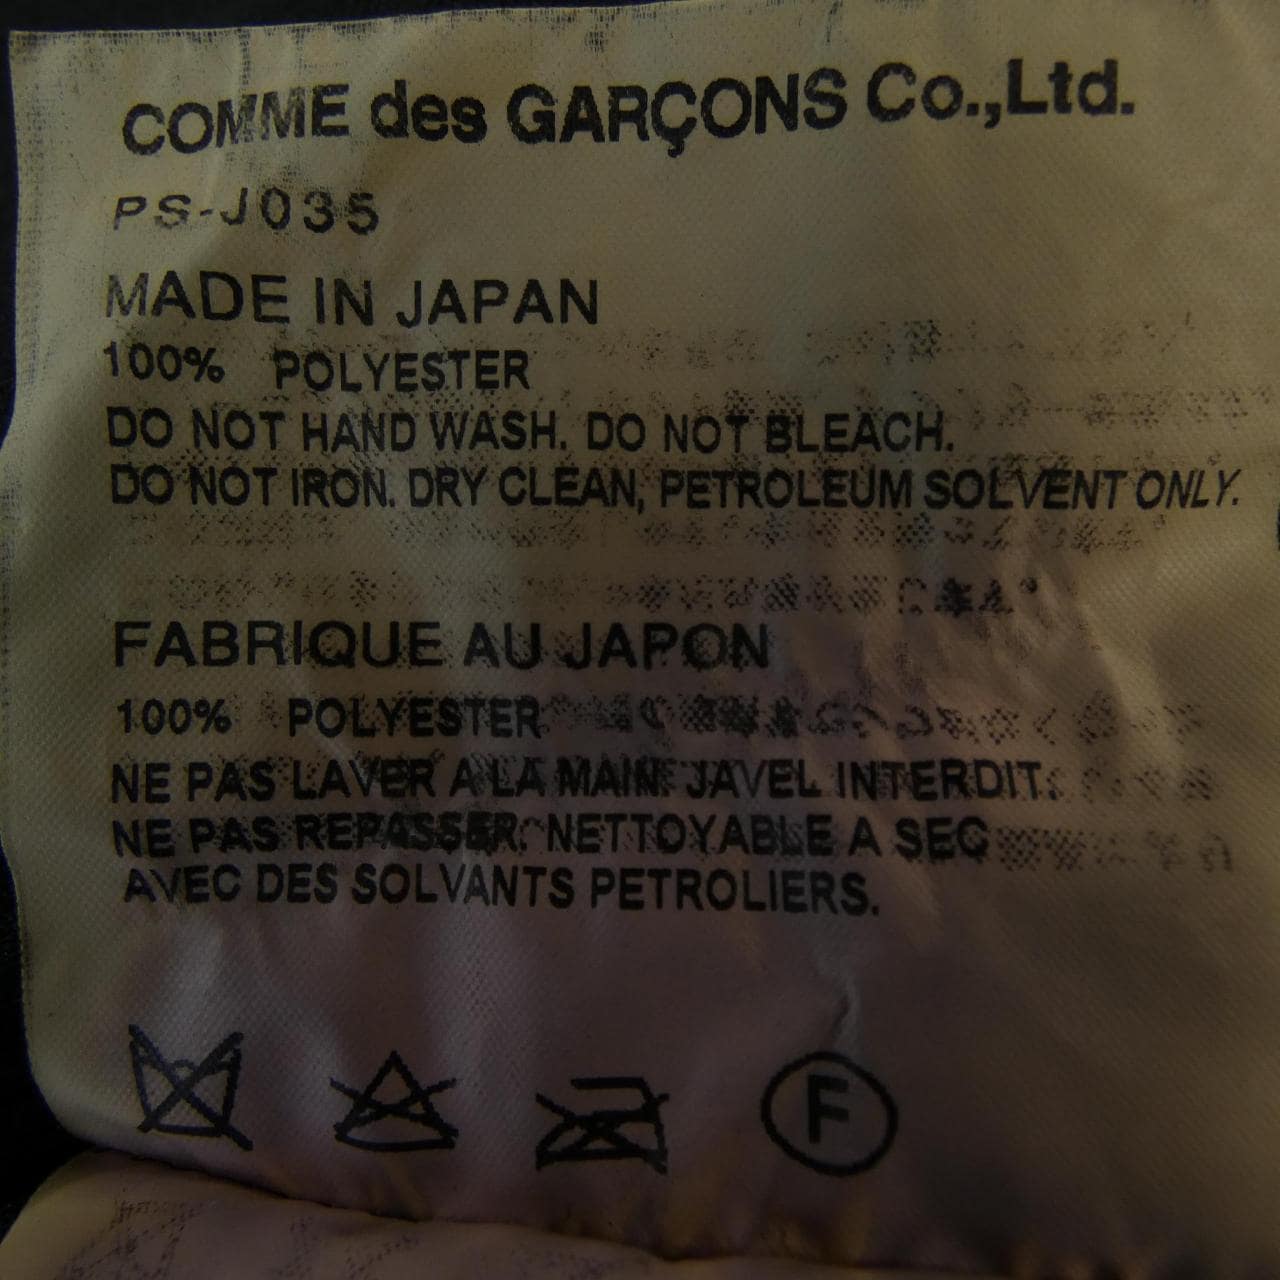 COMME des GARÇONS Co.,Ltd.
PS-J035
MADE IN JAPAN
100% POLYESTER
DO NOT HAND WASH. DO NOT BLEACH.
DO NOT IRON. DRY CLEAN, PETROLEUM SOLVENT ONLY.
FABRIQUE AU JAPON
100% POLYESTER
NE PAS LAVER A LA MAIN. JAVEL INTERDIT.
NE PAS REPASSER. NETTOYABLE A SEC
AVEC DES SOLVANTS PETROLIERS.
F